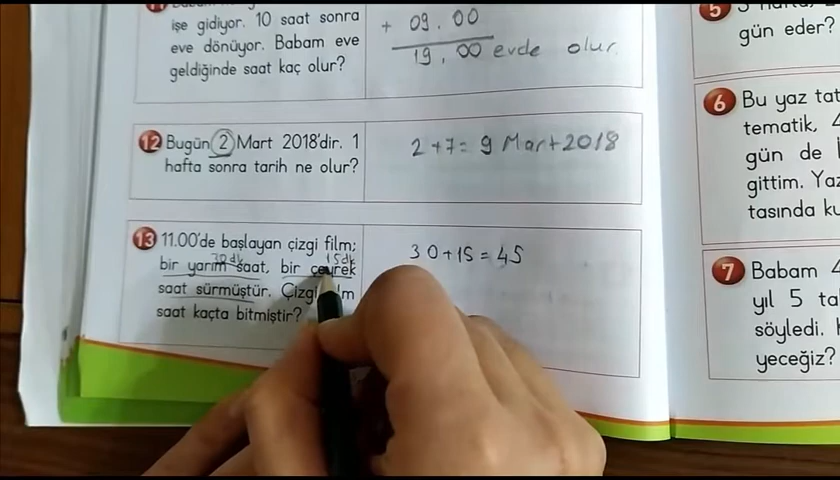 işe gidiyor. 10 saat sonra
eve dönüyor. Babam eve
geldiğinde saat kaç olur?
+ 09.00
19.00 evde olur.
12 Bugün 2 Mart 2018'dir. 1
hafta sonra tarih ne olur?
2+7= 9 Mart 2018
13 11.00'de başlayan çizgi film;
30 dk 15 dk
bir yarım saat, bir çeyrek
saat sürmüştür. Çizgi
saat kaçta bitmiştir?
30+15=45
5
gün eder?
6 Bu yaz tat
tematik, 4
gün de
gittim. Yaz
tasında ku
7 Babam 4
yıl 5 ta
söyledi.
yeceğiz?